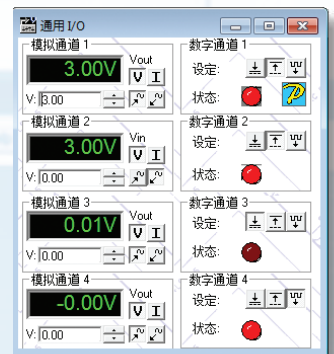 通用 I/O
模拟通道 1
3.00V
Vout
V I
V: 3.00
数字通道 1
设定:
状态:
模拟通道 2
3.00V
Vin
V I
V: 0.00
数字通道 2
设定:
状态:
模拟通道 3
0.01V
Vout
V I
V: 0.00
数字通道 3
设定:
状态:
模拟通道 4
-0.00V
Vout
V I
V: 0.00
数字通道 4
设定:
状态: